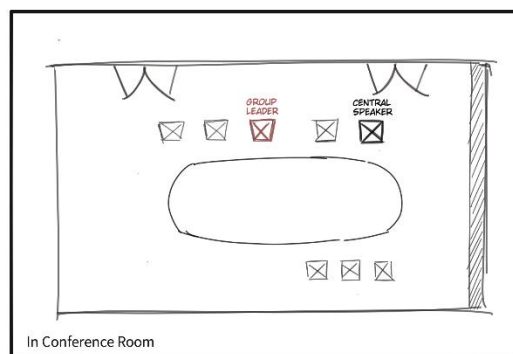 GROUP
LEADER
CENTRAL
SPEAKER
In Conference Room